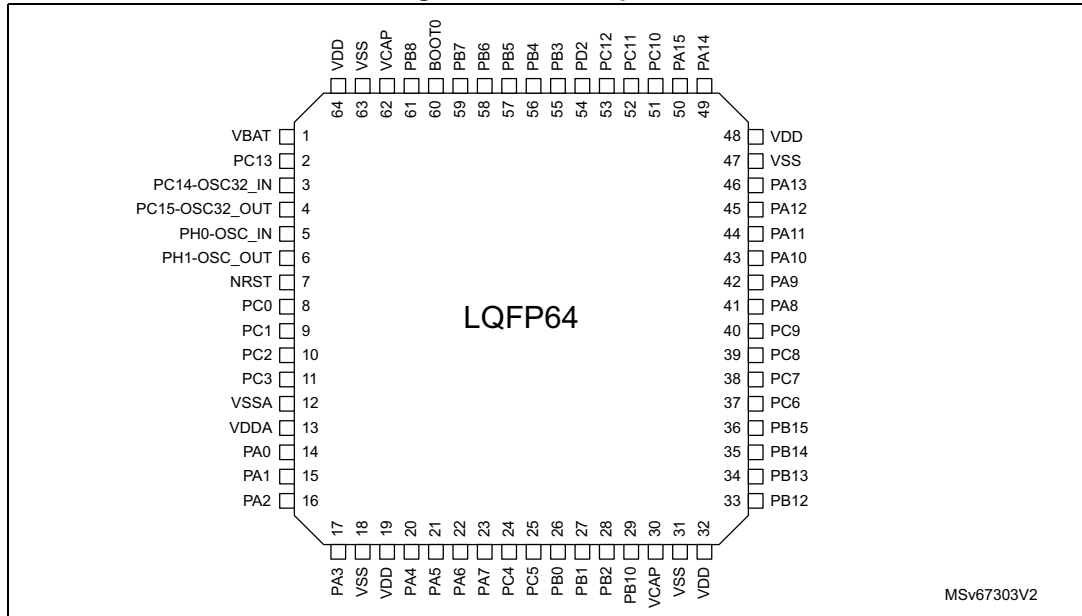 VDD
VSS
VCAP
PB8
BOOT0
PB7
PB6
PB5
PB4
PB3
PD2
PC12
PC11
PC10
PA15
PA14
64
63
62
61
60
59
58
57
56
55
54
53
52
51
50
49
VBAT 1
PC13 2
PC14-OSC32_IN 3
PC15-OSC32_OUT 4
PH0-OSC_IN 5
PH1-OSC_OUT 6
NRST 7
PC0 8
PC1 9
PC2 10
PC3 11
VSSA 12
VDDA 13
PA0 14
PA1 15
PA2 16
LQFP64
48 VDD
47 VSS
46 PA13
45 PA12
44 PA11
43 PA10
42 PA9
41 PA8
40 PC9
39 PC8
38 PC7
37 PC6
36 PB15
35 PB14
34 PB13
33 PB12
17
18
19
20
21
22
23
24
25
26
27
28
29
30
31
32
PA3
VSS
VDD
PA4
PA5
PA6
PA7
PC4
PC5
PB0
PB1
PB2
PB10
VCAP
VSS
VDD
MSv67303V2